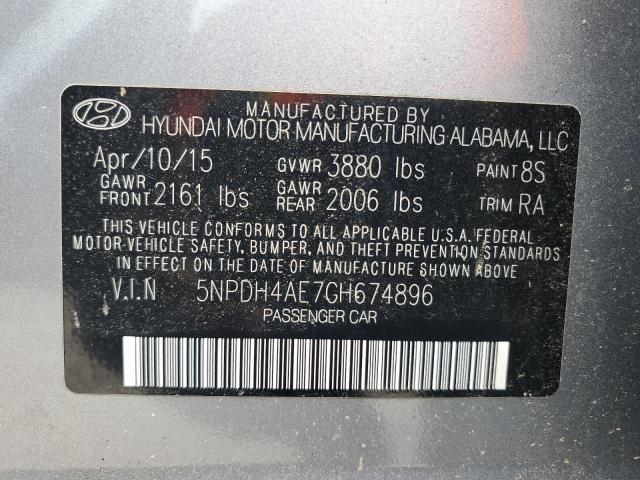 MANUFACTURED BY
HYUNDAI MOTOR MANUFACTURING ALABAMA, LLC
Apr/10/15 GVWR 3880 lbs PAINT 8S
GAWR FRONT 2161 lbs GAWR REAR 2006 lbs TRIM RA
THIS VEHICLE CONFORMS TO ALL APPLICABLE U.S.A. FEDERAL
MOTOR-VEHICLE SAFETY, BUMPER, AND THEFT PREVENTION STANDARDS
IN EFFECT ON THE DATE OF MANUFACTURE SHOWN ABOVE.
V.I.N 5NPDH4AE7GH674896
PASSENGER CAR